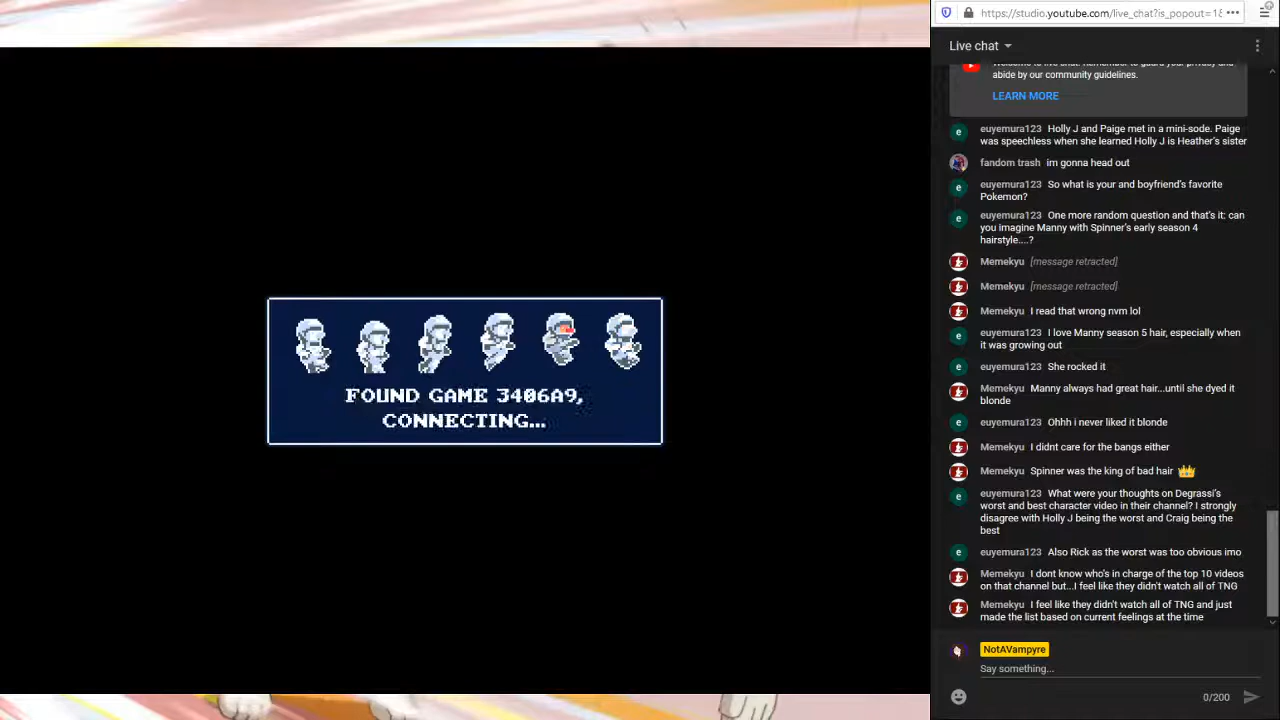 https://studio.youtube.com/live_chat?is_popout=1&
Live chat
Welcome to live chat! Remember to guard your privacy and
abide by our community guidelines.
LEARN MORE
euyemura123 Holly J and Paige met in a mini-sode. Paige
was speechless when she learned Holly J is Heather's sister
fandom trash im gonna head out
euyemura123 So what is your and boyfriend's favorite
Pokemon?
euyemura123 One more random question and that's it: can
you imagine Manny with Spinner's early season 4
hairstyle....?
Memekyu [message retracted]
Memekyu [message retracted]
Memekyu I read that wrong nvm lol
euyemura123 I love Manny season 5 hair, especially when
it was growing out
euyemura123 She rocked it
Memekyu Manny always had great hair...until she dyed it
blonde
euyemura123 Ohhh i never liked it blonde
Memekyu I didnt care for the bangs either
Memekyu Spinner was the king of bad hair 👑
euyemura123 What were your thoughts on Degrassi's
worst and best character video in their channel? I strongly
disagree with Holly J being the worst and Craig being the
best
euyemura123 Also Rick as the worst was too obvious imo
Memekyu I dont know who's in charge of the top 10 videos
on that channel but...I feel like they didn't watch all of TNG
Memekyu I feel like they didn't watch all of TNG and just
made the list based on current feelings at the time
NotAVampyre
Say something...
0/200
FOUND GAME 3406A9,
CONNECTING...